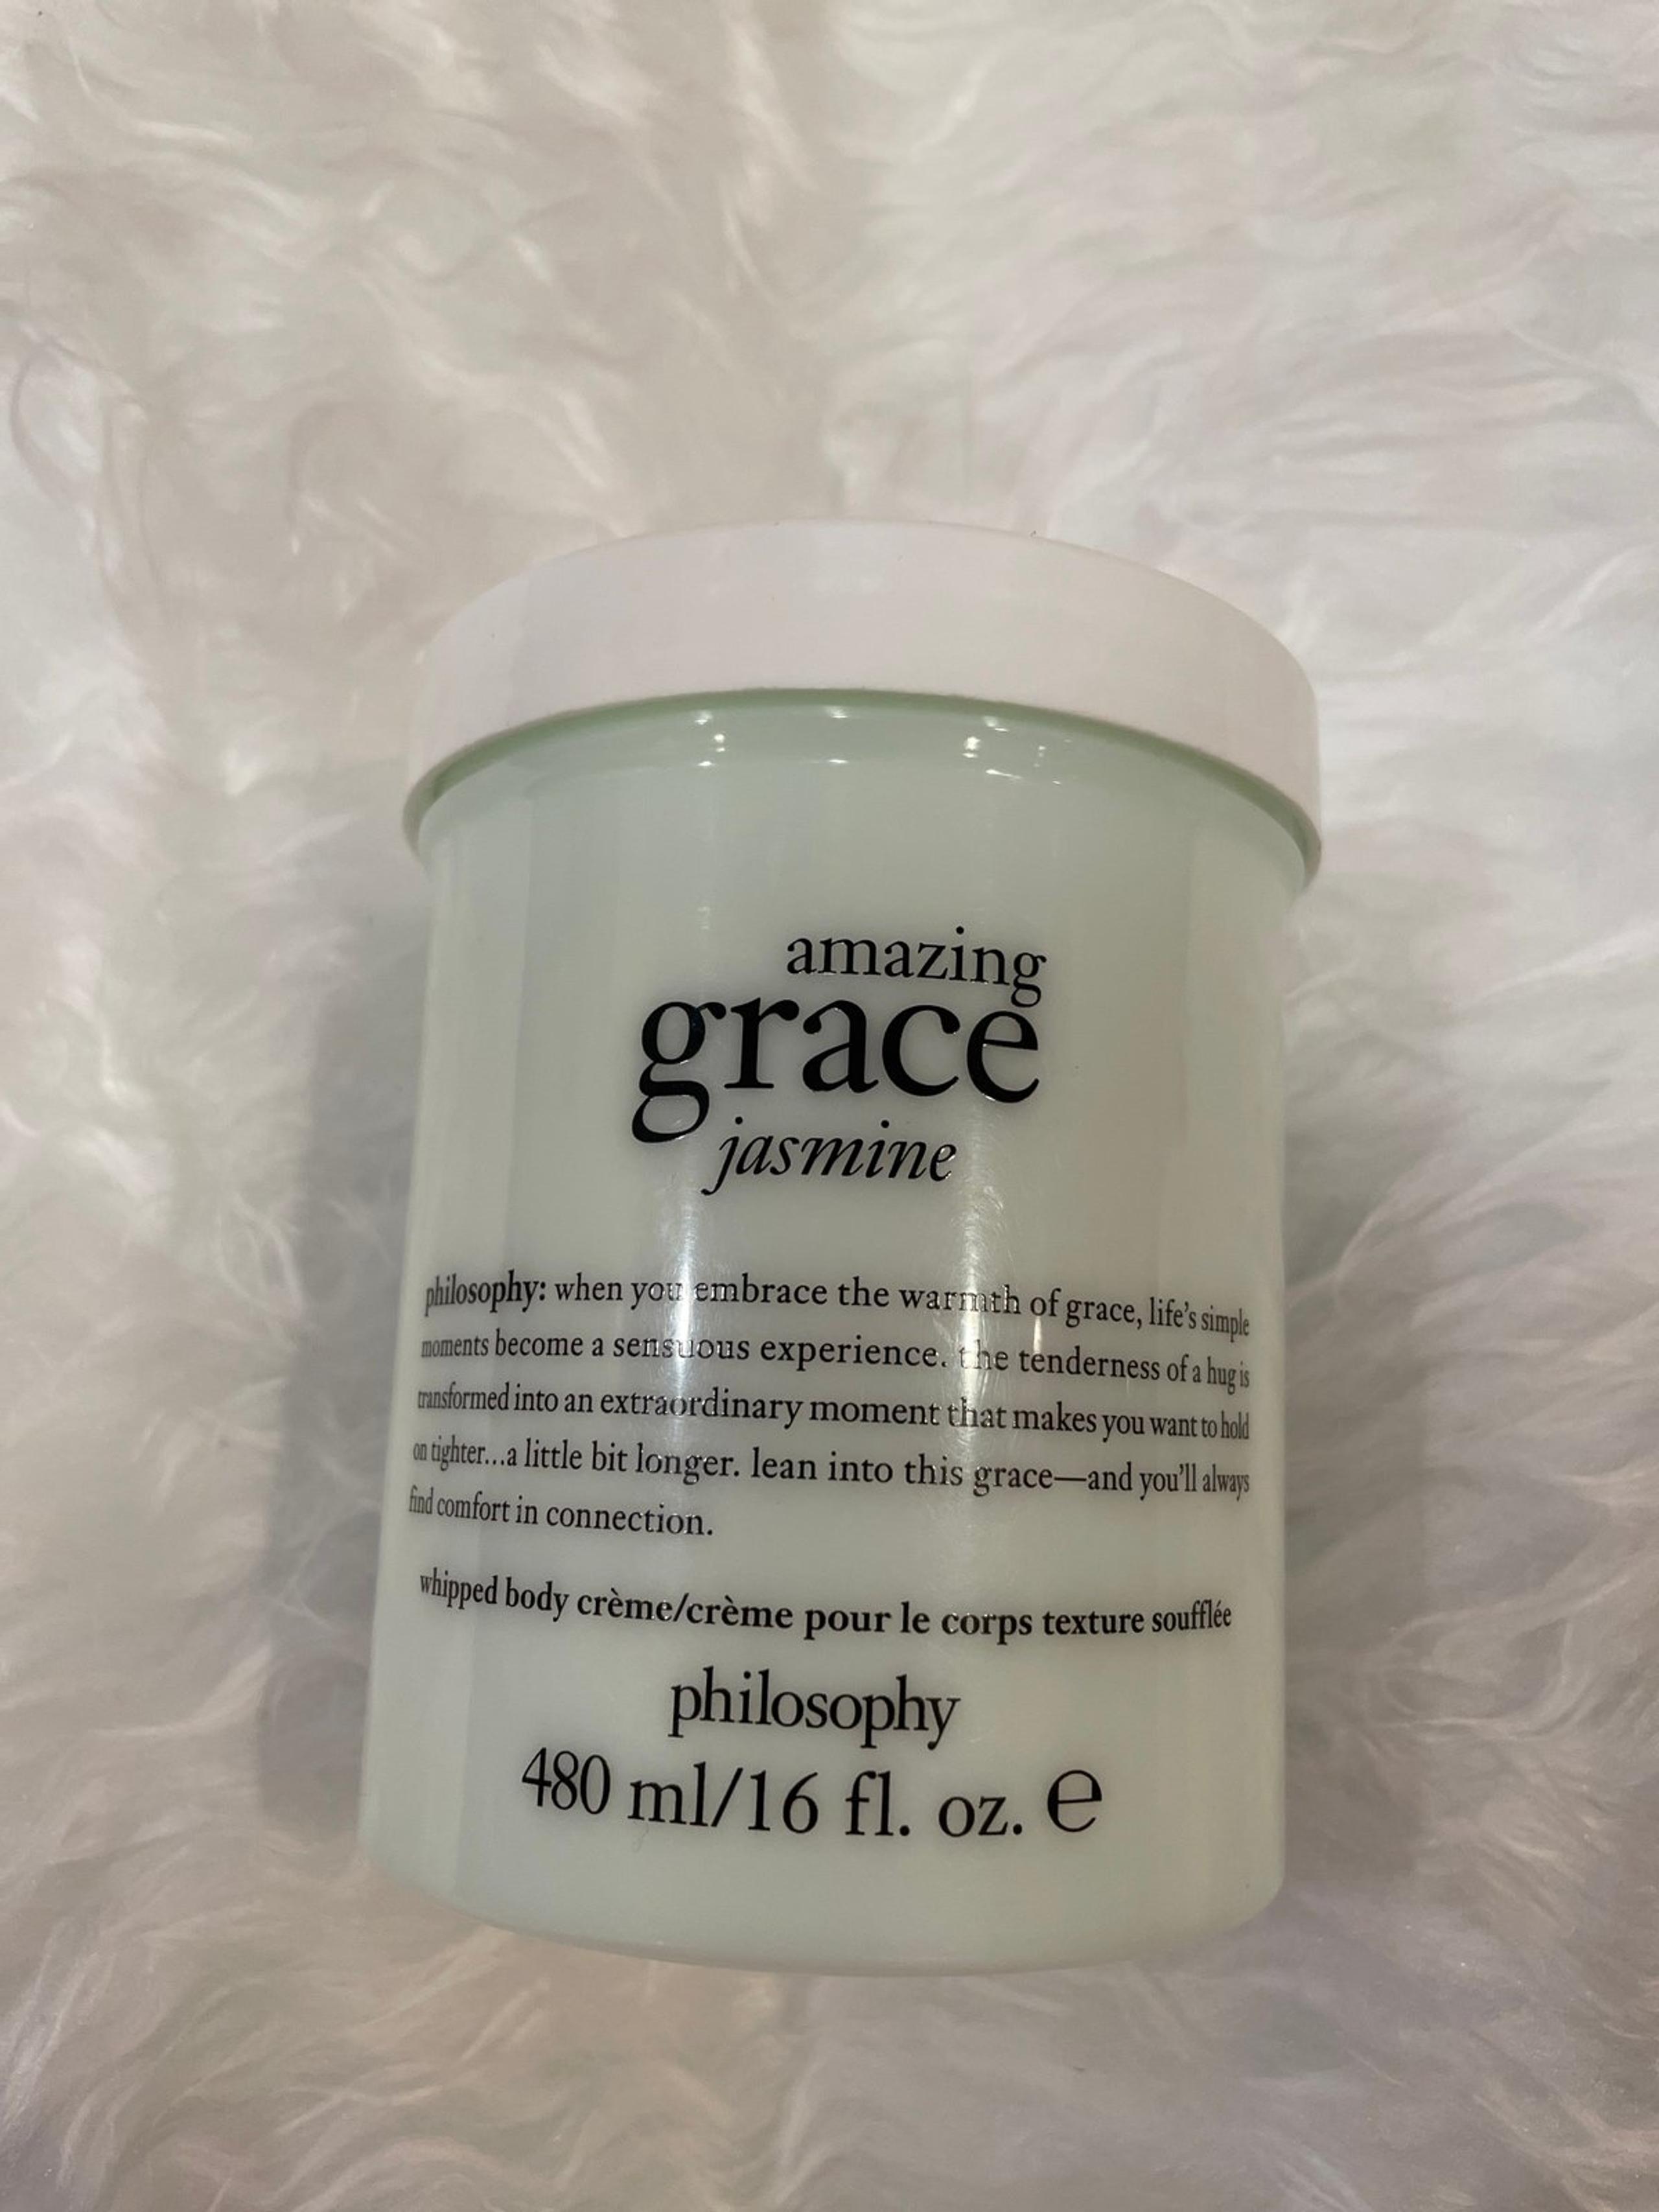 amazing
grace
jasmine
philosophy: when you embrace the warmth of grace, life's simple
moments become a sensuous experience. the tenderness of a hug is
transformed into an extraordinary moment that makes you want to hold
on tighter...a little bit longer. lean into this grace—and you'll always
find comfort in connection.
whipped body crème/crème pour le corps texture soufflée
philosophy
480 ml/16 fl. oz. ℮